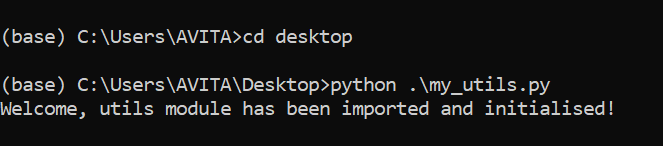 (base) C:\Users\AVITA>cd desktop
(base) C:\Users\AVITA\Desktop>python .\my_utils.py
Welcome, utils module has been imported and initialised!